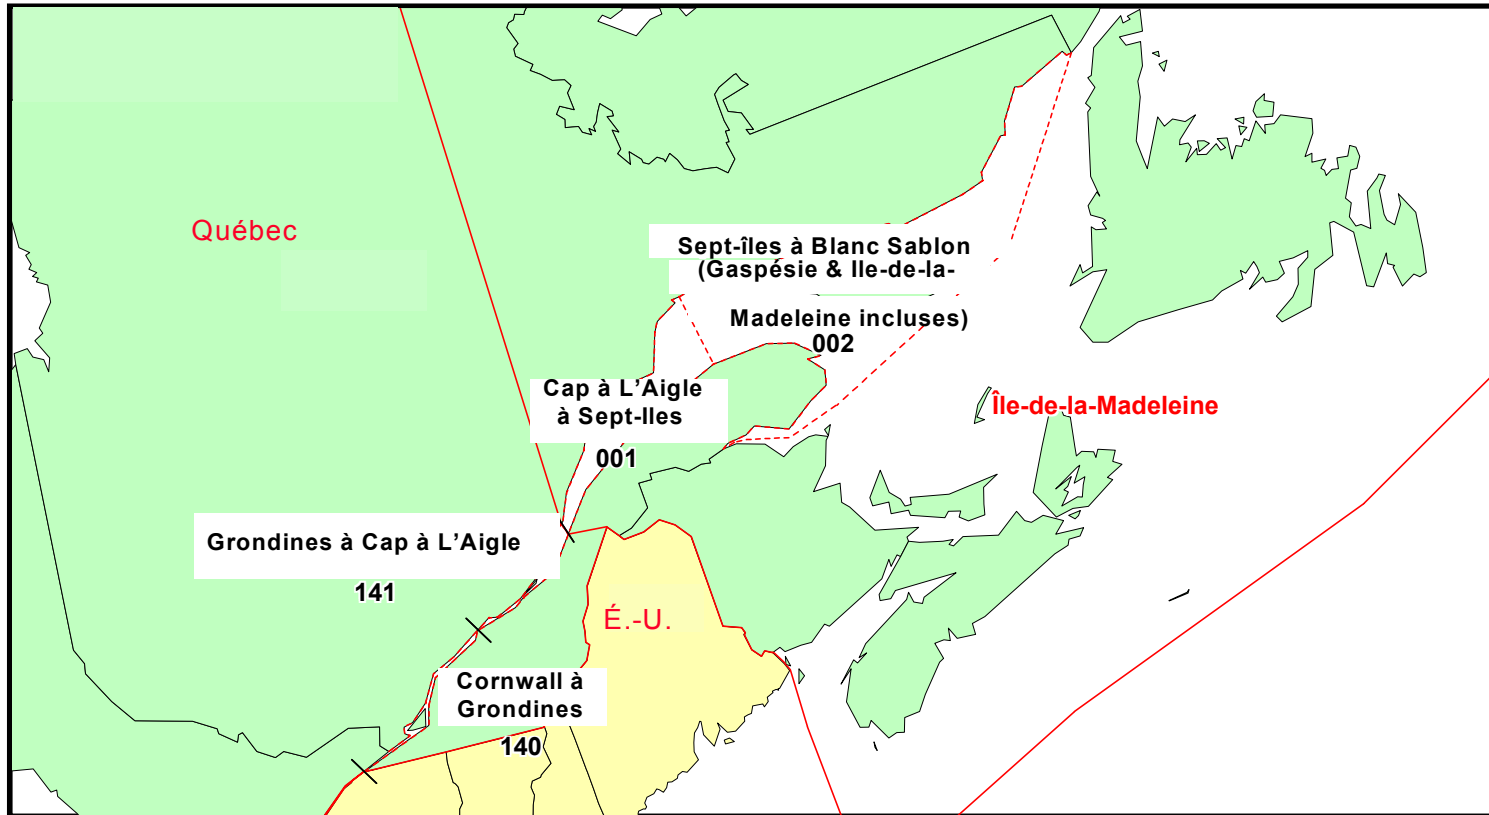 Québec
Sept-îles à Blanc Sablon
(Gaspésie & Ile-de-la-
Madeleine incluses)
002
Cap à L’Aigle
à Sept-Iles
001
Île-de-la-Madeleine
Grondines à Cap à L’Aigle
141
É.-U.
Cornwall à
Grondines
140